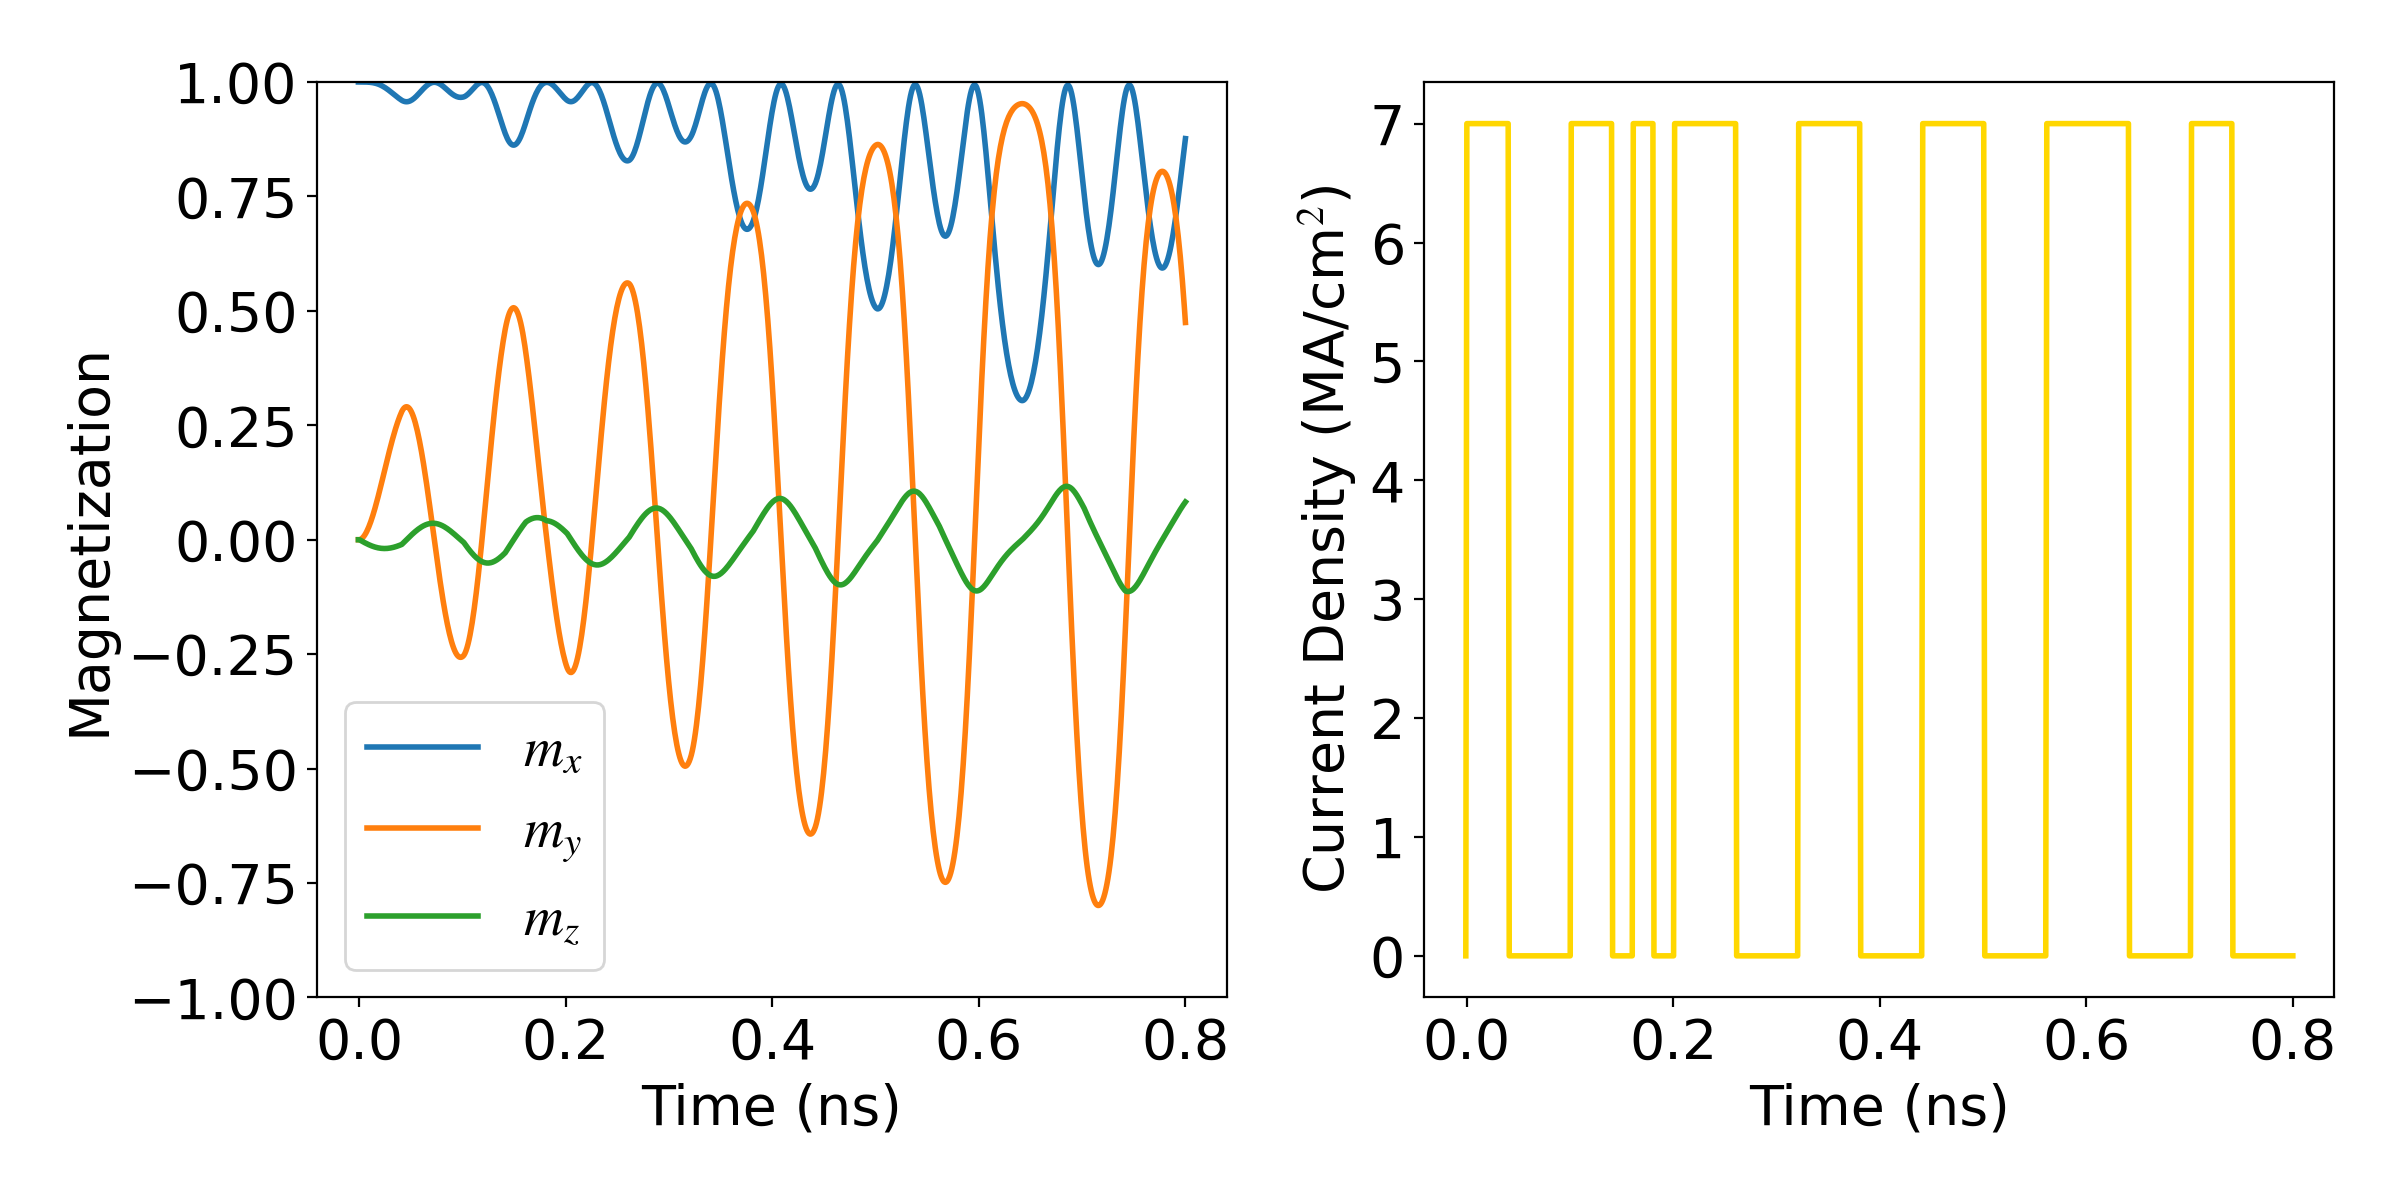 1.00
0.75
0.50
0.25
0.00
−0.25
−0.50
−0.75
−1.00
Magnetization
m_x
m_y
m_z
0.0 0.2 0.4 0.6 0.8
Time (ns)
7
6
5
4
3
2
1
0
Current Density (MA/cm²)
0.0 0.2 0.4 0.6 0.8
Time (ns)